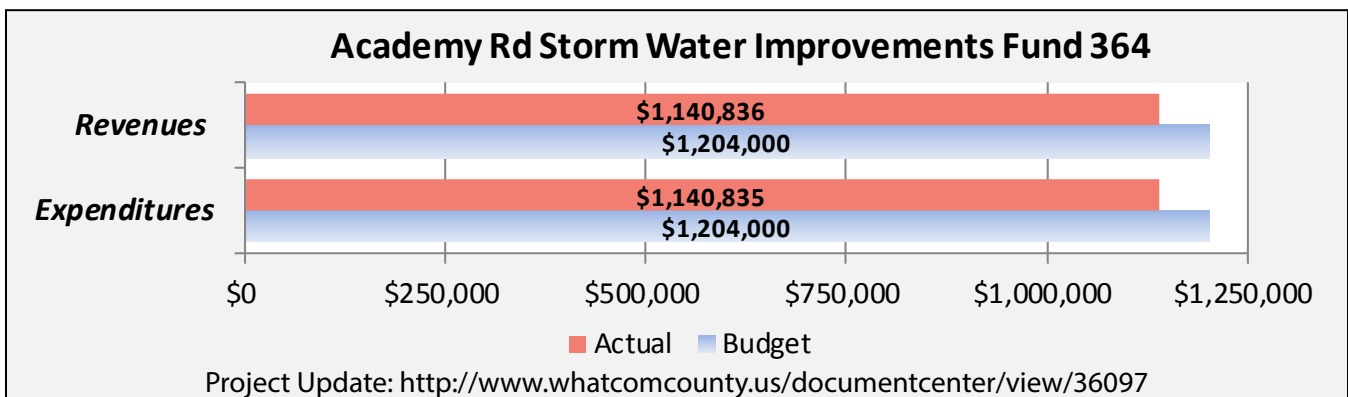 Academy Rd Storm Water Improvements Fund 364
Revenues
$1,140,836
$1,204,000
Expenditures
$1,140,835
$1,204,000
$0 $250,000 $500,000 $750,000 $1,000,000 $1,250,000
Actual Budget
Project Update: http://www.whatcomcounty.us/documentcenter/view/36097